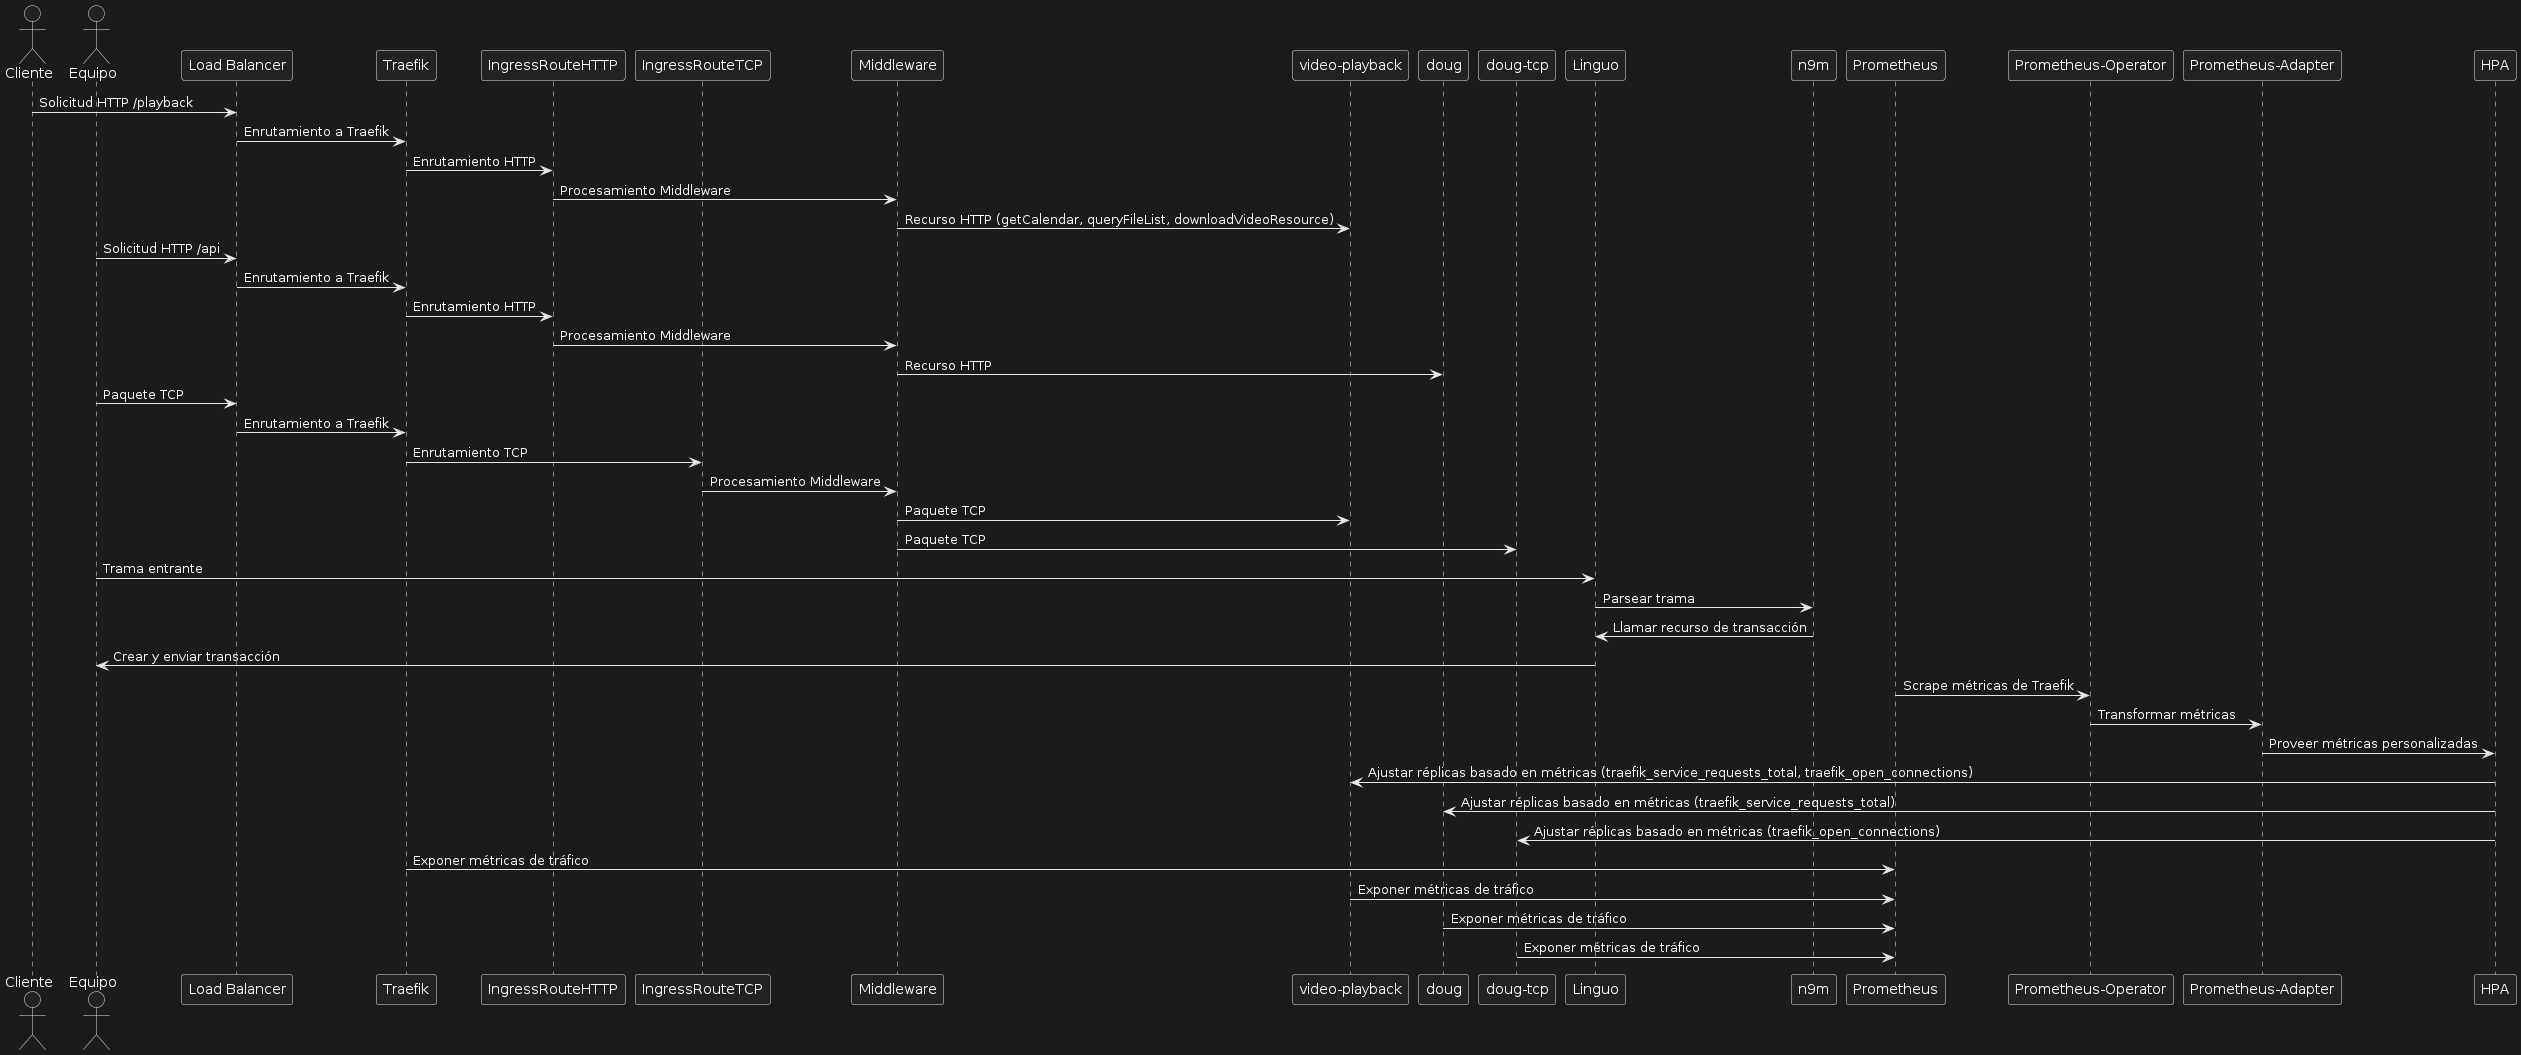 Cliente
Equipo
Load Balancer
Traefik
IngressRouteHTTP
IngressRouteTCP
Middleware
video-playback
doug
doug-tcp
Linguo
n9m
Prometheus
Prometheus-Operator
Prometheus-Adapter
HPA
Solicitud HTTP /playback
Enrutamiento a Traefik
Enrutamiento HTTP
Procesamiento Middleware
Recurso HTTP (getCalendar, queryFileList, downloadVideoResource)
Solicitud HTTP /api
Enrutamiento a Traefik
Enrutamiento HTTP
Procesamiento Middleware
Recurso HTTP
Paquete TCP
Enrutamiento a Traefik
Enrutamiento TCP
Procesamiento Middleware
Paquete TCP
Paquete TCP
Trama entrante
Parsear trama
Llamar recurso de transacción
Crear y enviar transacción
Scrape métricas de Traefik
Transformar métricas
Proveer métricas personalizadas
Ajustar réplicas basado en métricas (traefik_service_requests_total, traefik_open_connections)
Ajustar réplicas basado en métricas (traefik_service_requests_total)
Ajustar réplicas basado en métricas (traefik_open_connections)
Exponer métricas de tráfico
Exponer métricas de tráfico
Exponer métricas de tráfico
Exponer métricas de tráfico
Cliente
Equipo
Load Balancer
Traefik
IngressRouteHTTP
IngressRouteTCP
Middleware
video-playback
doug
doug-tcp
Linguo
n9m
Prometheus
Prometheus-Operator
Prometheus-Adapter
HPA